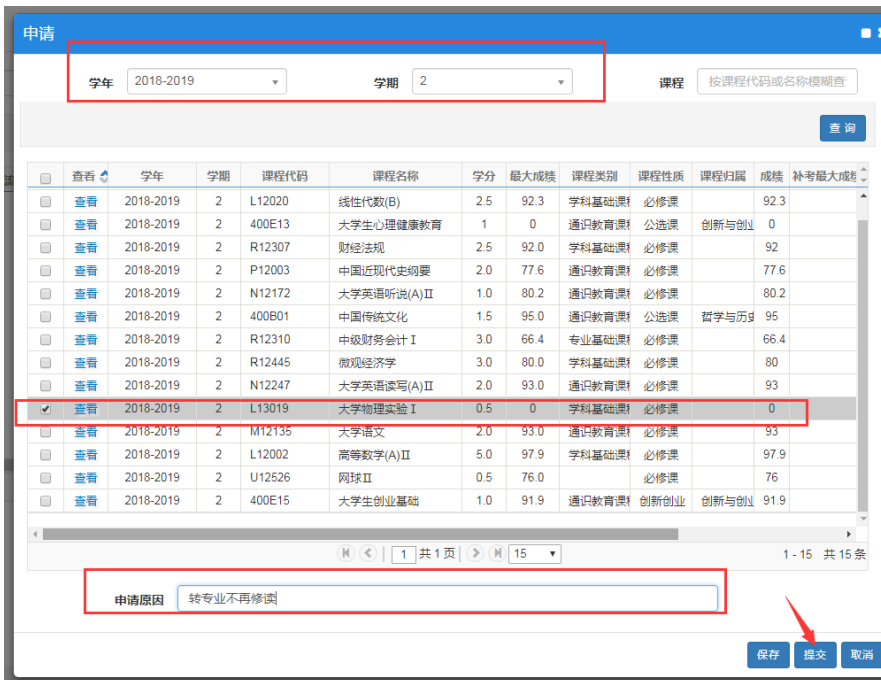 申请
学年 2018-2019 学期 2 课程 按课程代码或名称模糊查
查 询
查看 学年 学期 课程代码 课程名称 学分 最大成绩 课程类别 课程性质 课程归属 成绩 补考最大成绩
查看 2018-2019 2 L12020 线性代数(B) 2.5 92.3 学科基础课程 必修课 92.3
查看 2018-2019 2 400E13 大学生心理健康教育 1 0 通识教育课程 公选课 创新与创业 0
查看 2018-2019 2 R12307 财经法规 2.5 92.0 学科基础课程 必修课 92
查看 2018-2019 2 P12003 中国近现代史纲要 2.0 77.6 通识教育课程 必修课 77.6
查看 2018-2019 2 N12172 大学英语听说(A)Ⅱ 1.0 80.2 通识教育课程 必修课 80.2
查看 2018-2019 2 400B01 中国传统文化 1.5 95.0 通识教育课程 公选课 哲学与历史 95
查看 2018-2019 2 R12310 中级财务会计Ⅰ 3.0 66.4 专业基础课程 必修课 66.4
查看 2018-2019 2 R12445 微观经济学 3.0 80.0 学科基础课程 必修课 80
查看 2018-2019 2 N12247 大学英语读写(A)Ⅱ 2.0 93.0 通识教育课程 必修课 93
查看 2018-2019 2 L13019 大学物理实验Ⅰ 0.5 0 学科基础课程 必修课 0
查看 2018-2019 2 M12135 大学语文 2.0 93.0 通识教育课程 必修课 93
查看 2018-2019 2 L12002 高等数学(A)Ⅱ 5.0 97.9 学科基础课程 必修课 97.9
查看 2018-2019 2 U12526 网球Ⅱ 0.5 76.0 必修课 76
查看 2018-2019 2 400E15 大学生创业基础 1.0 91.9 通识教育课程 创新创业 创新与创业 91.9
1 共 1 页 15 1 - 15 共 15 条
申请原因 转专业不再修读
保存 提交 取消